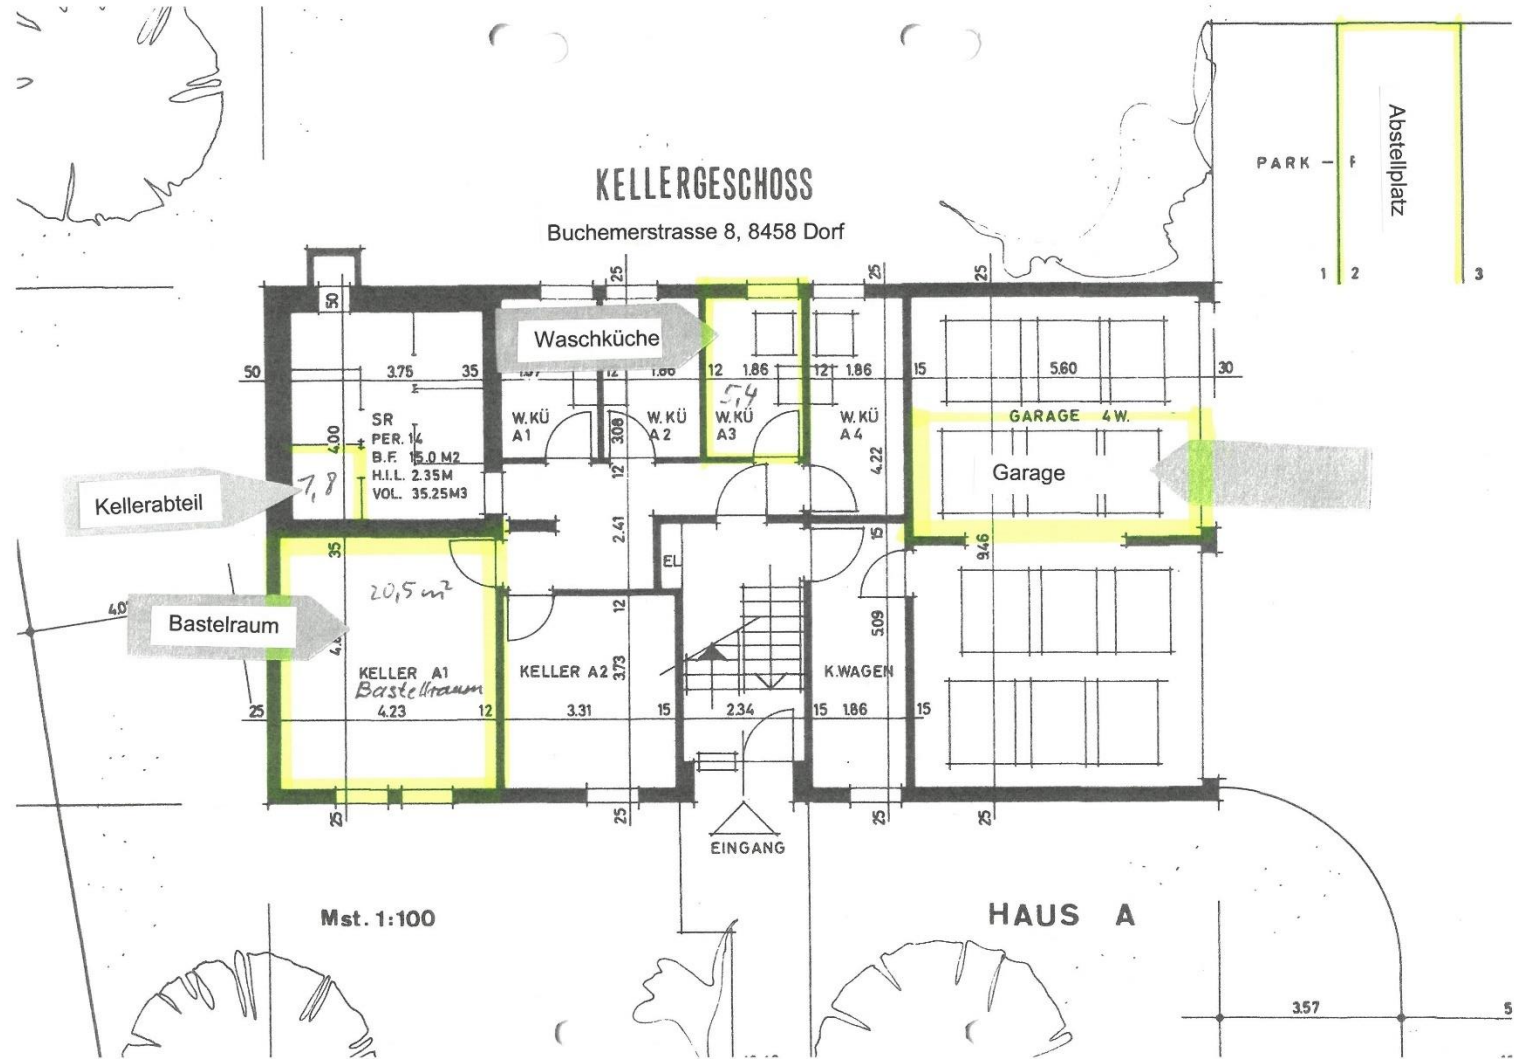 KELLERGESCHOSS
Buchemerstrasse 8, 8458 Dorf
PARK - F
Abstellplatz
1 2 3
25 25 25
50
Waschküche
50 3.75 35 12 1.86 12 1.86 15 5.60 30
5,4
SR
PER. 14
B.F. 15.0 M2
H.I.L. 2.35M
VOL. 35.25M3
4.00
W.KÜ
A1
3.08
W.KÜ
A2
W.KÜ
A3
W.KÜ
A4
4.22
GARAGE 4W.
Garage
Kellerabteil
1,8
12
2.41
15
9.46
35
EL
20,5 m²
Bastelraum
12
5.09
KELLER A1
Bastellraum
KELLER A2
3.73
K.WAGEN
25 4.23 12 3.31 15 2.34 15 1.86 15
25 25 25 25
EINGANG
Mst. 1:100
HAUS A
3.57 5